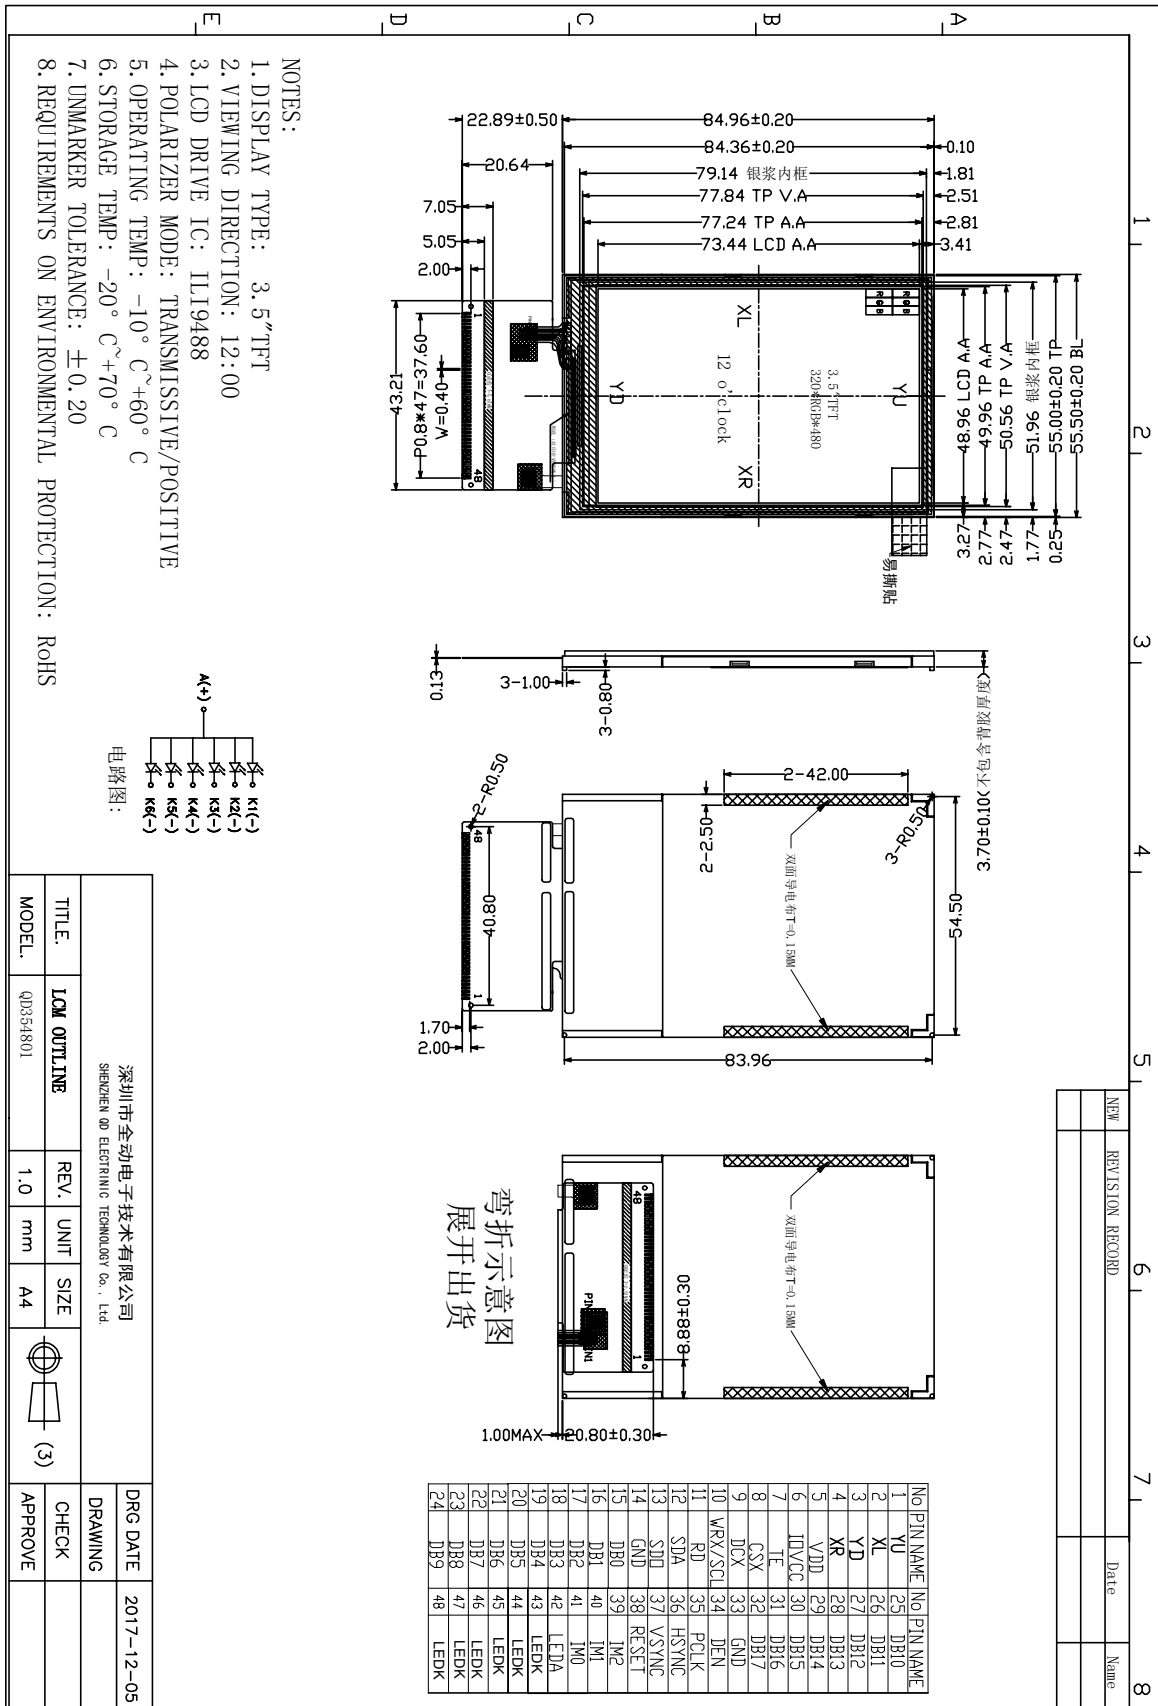 A
B
C
D
E
1
2
3
4
5
6
7
8
NEW
REVISION RECORD
Date
Name
84.96±0.20
22.89±0.50
84.36±0.20
0.10
79.14 银浆内框
1.81
77.84 TP V.A
2.51
77.24 TP A.A
2.81
73.44 LCD A.A
3.41
20.64
7.05
5.05
2.00
55.50±0.20 BL
55.00±0.20 TP
0.25
51.96 银浆内框
1.77
50.56 TP V.A
2.47
49.96 TP A.A
2.77
48.96 LCD A.A
3.27
易撕贴
R G B
R G B
YU
XL
XR
YD
3.5"TFT
320*RGB*480
12 o'clock
1
48
W=0.40
P0.8*47=37.60
43.21
3.70±0.10(不包含背胶厚度)
3-0.80
3-1.00
0.13
54.50
3-R0.50
2-42.00
2-2.50
双面导电布T=0.15MM
83.96
2-R0.50
48
1
40.80
1.70
2.00
双面导电布T=0.15MM
48
1
8.88±0.30
20.80±0.30
1.00MAX
弯折示意图
展开出货
No PIN NAME No PIN NAME
1 YU 25 DB10
2 XL 26 DB11
3 YD 27 DB12
4 XR 28 DB13
5 VDD 29 DB14
6 IOVCC 30 DB15
7 TE 31 DB16
8 CSX 32 DB17
9 DCX 33 GND
10 WRX/SCL 34 DEN
11 RD 35 PCLK
12 SDA 36 HSYNC
13 SDO 37 VSYNC
14 GND 38 RESET
15 DB0 39 IM2
16 DB1 40 IM1
17 DB2 41 IM0
18 DB3 42 LEDA
19 DB4 43 LEDK
20 DB5 44 LEDK
21 DB6 45 LEDK
22 DB7 46 LEDK
23 DB8 47 LEDK
24 DB9 48 LEDK
NOTES:
1.DISPLAY TYPE: 3.5"TFT
2.VIEWING DIRECTION: 12:00
3.LCD DRIVE IC: ILI9488
4.POLARIZER MODE: TRANSMISSIVE/POSITIVE
5.OPERATING TEMP: -10° C~+60° C
6.STORAGE TEMP: -20° C~+70° C
7.UNMARKER TOLERANCE: ±0.20
8.REQUIREMENTS ON ENVIRONMENTAL PROTECTION: RoHS
A(+)
K1(-)
K2(-)
K3(-)
K4(-)
K5(-)
K6(-)
电路图:
深圳市全动电子技术有限公司
SHENZHEN QD ELECTRINIC TECHNOLOGY Co., Ltd.
DRG DATE 2017-12-05
DRAWING
TITLE. LCM OUTLINE REV. UNIT SIZE
CHECK
MODEL. QD354801 1.0 mm A4
(3)
APPROVE